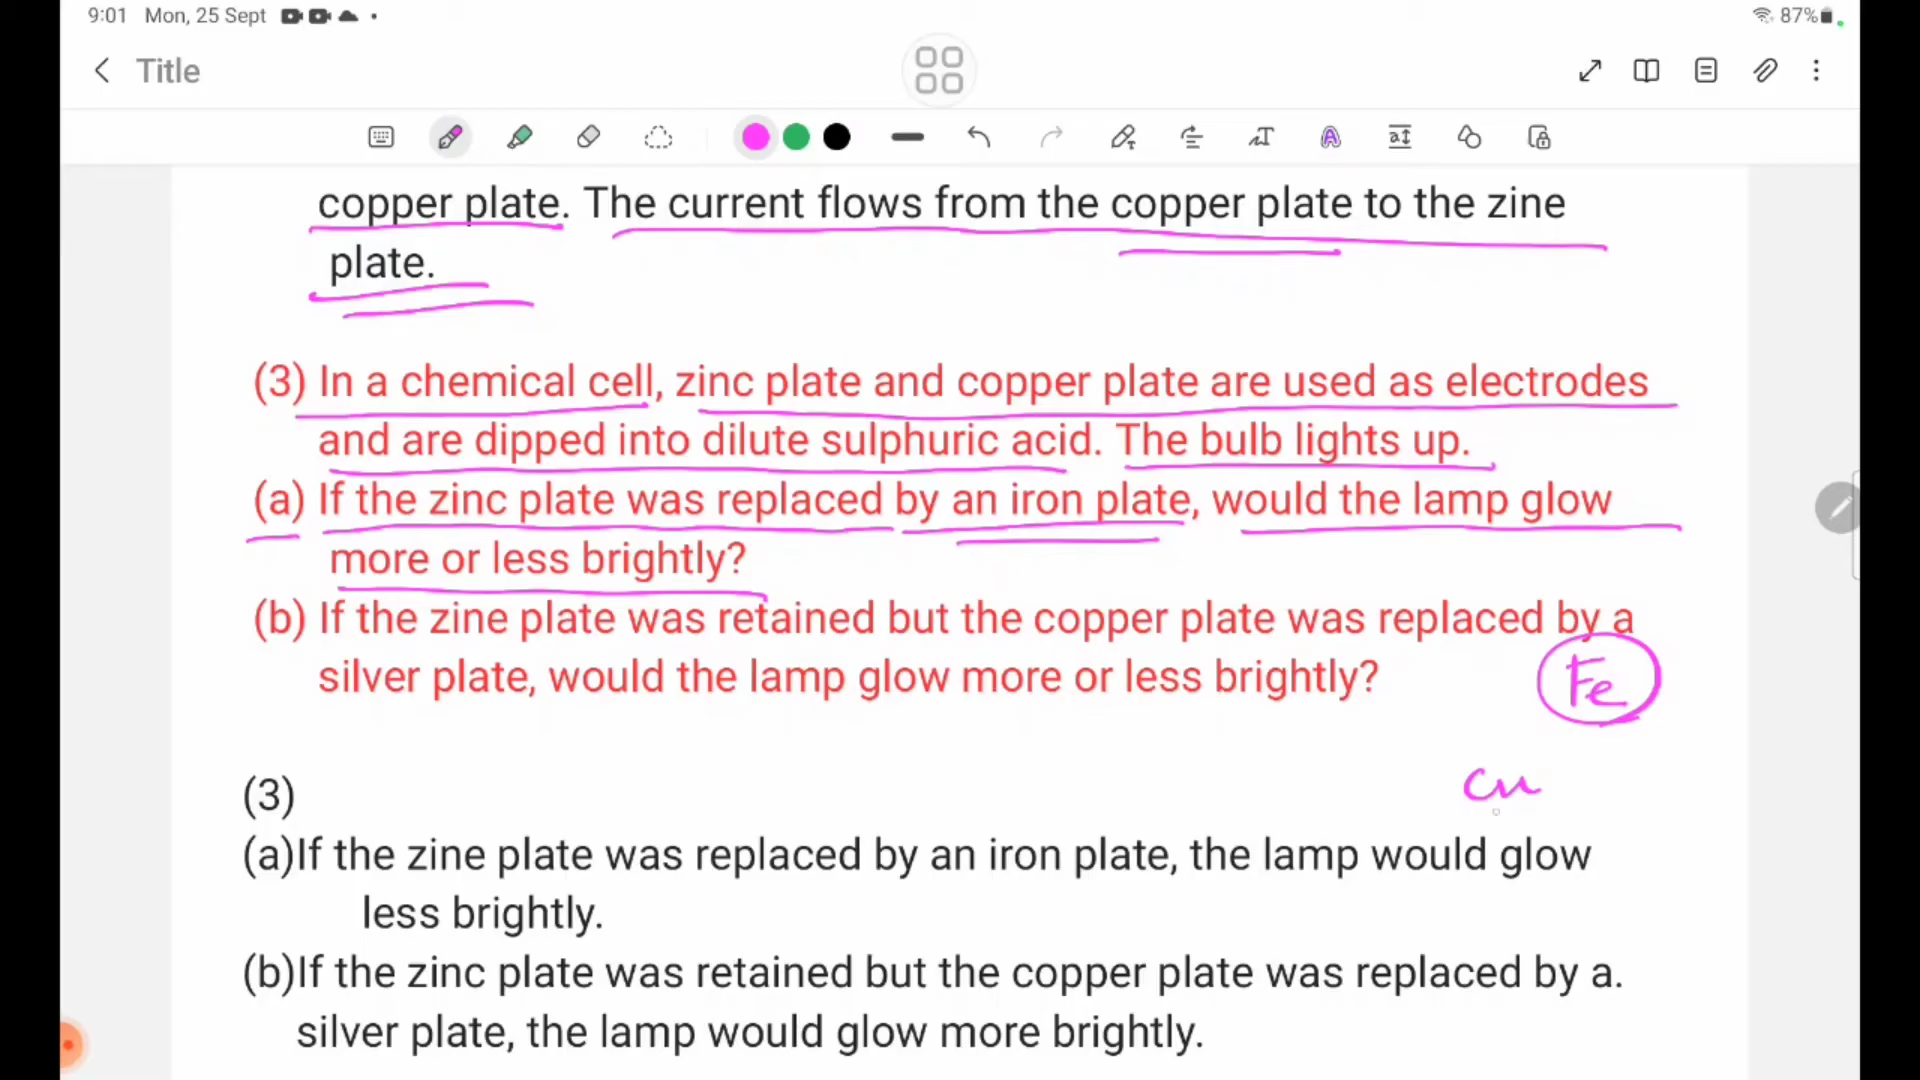 9:01 Mon, 25 Sept
87%
Title
copper plate. The current flows from the copper plate to the zine
plate.
(3) In a chemical cell, zinc plate and copper plate are used as electrodes
and are dipped into dilute sulphuric acid. The bulb lights up.
(a) If the zinc plate was replaced by an iron plate, would the lamp glow
more or less brightly?
(b) If the zine plate was retained but the copper plate was replaced by a
silver plate, would the lamp glow more or less brightly?
Fe
Cu
(3)
(a)If the zine plate was replaced by an iron plate, the lamp would glow
less brightly.
(b)If the zinc plate was retained but the copper plate was replaced by a.
silver plate, the lamp would glow more brightly.